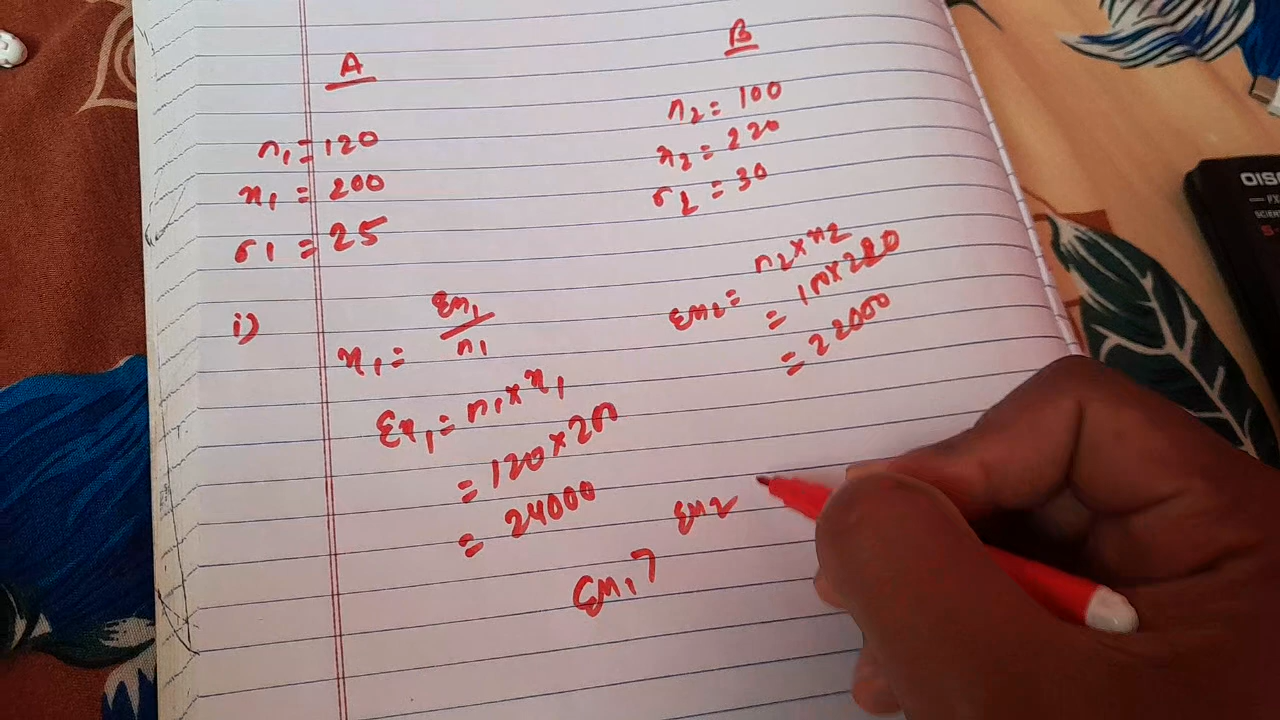 A
n₁ = 120
x₁ = 200
σ₁ = 25
B
n₂ = 100
x₂ = 220
σ₂ = 30
i)
x₁ = Σx₁/n₁
Σx₁ = n₁ × x₁
= 120 × 200
= 24000
Σx₂ = n₂ × x₂
= 100 × 220
= 22000
Σx₁ > Σx₂